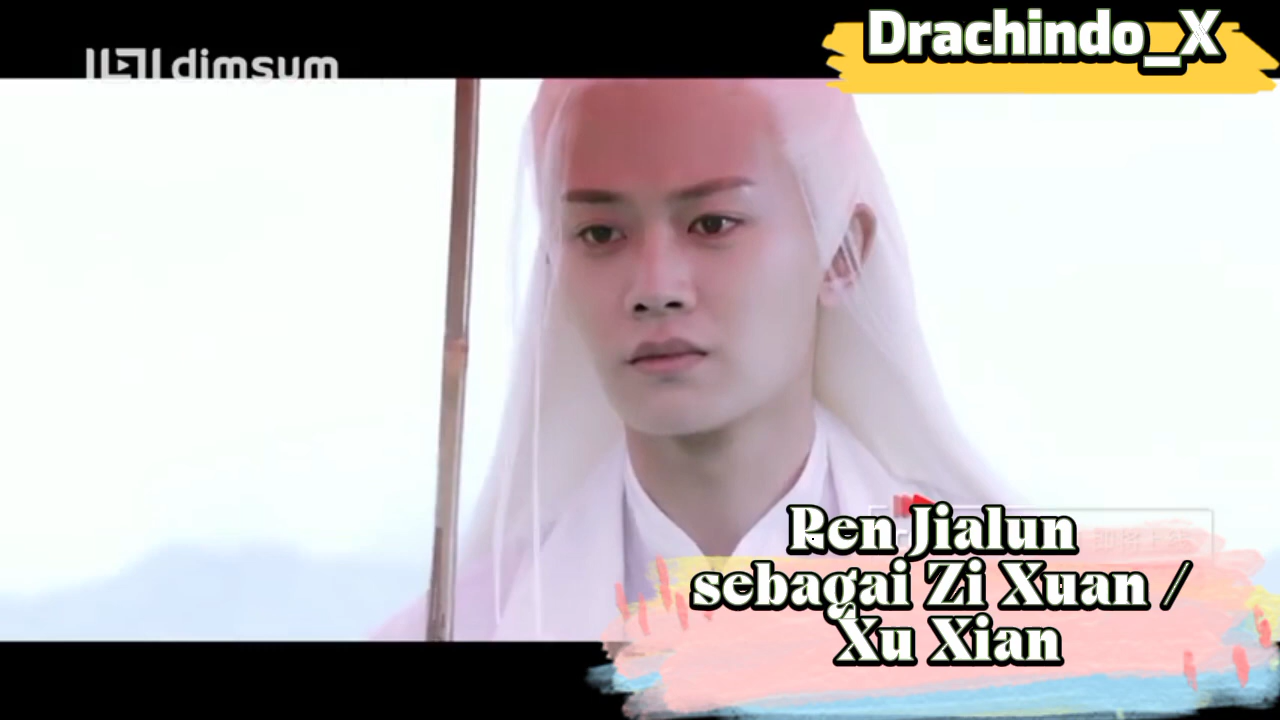 dimsum
Drachindo_X
Ren Jialun
sebagai Zi Xuan /
Xu Xian